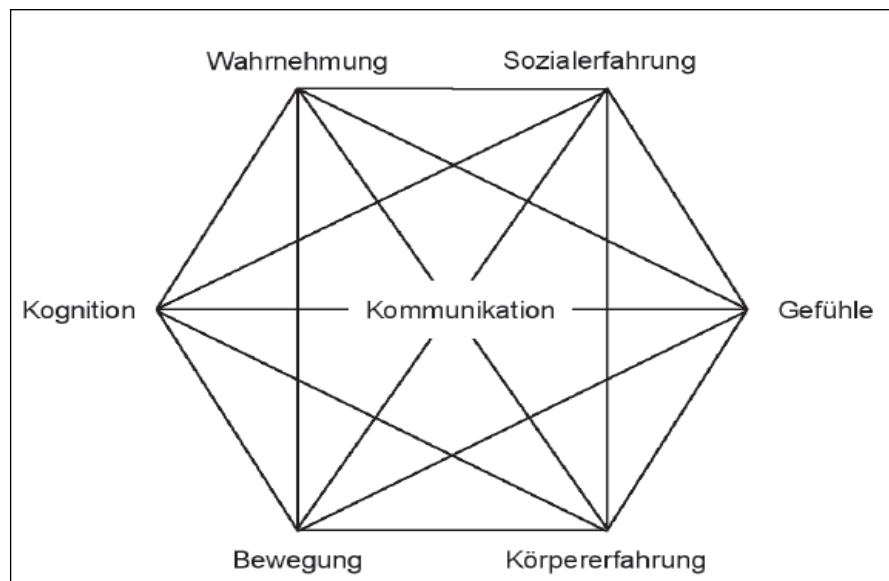 Wahrnehmung Sozialerfahrung
Kognition Kommunikation Gefühle
Bewegung Körpererfahrung